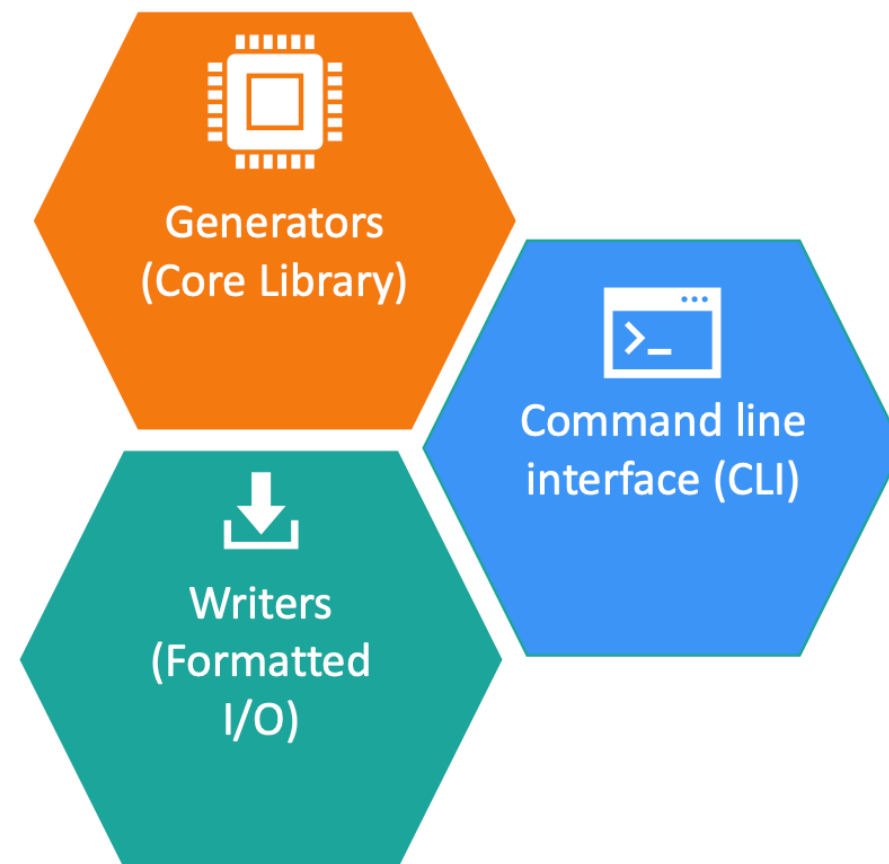 Generators
(Core Library)
Command line
interface (CLI)
Writers
(Formatted
I/O)